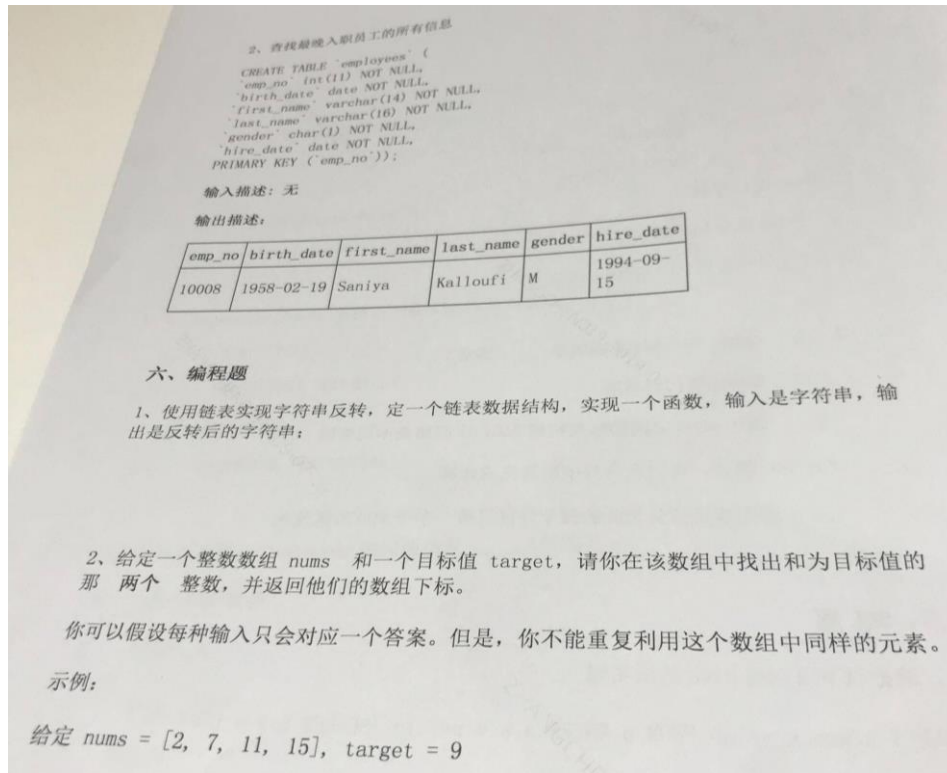 2、查找最晚入职员工的所有信息
CREATE TABLE `employees` (
`emp_no` int(11) NOT NULL,
`birth_date` date NOT NULL,
`first_name` varchar(14) NOT NULL,
`last_name` varchar(16) NOT NULL,
`gender` char(1) NOT NULL,
`hire_date` date NOT NULL,
PRIMARY KEY (`emp_no`));
输入描述：无
输出描述：
emp_no birth_date first_name last_name gender hire_date
10008 1958-02-19 Saniya Kalloufi M 1994-09-
15
六、编程题
1、使用链表实现字符串反转，定一个链表数据结构，实现一个函数，输入是字符串，输
出是反转后的字符串；
2、给定一个整数数组 nums 和一个目标值 target，请你在该数组中找出和为目标值的
那 两个 整数，并返回他们的数组下标。
你可以假设每种输入只会对应一个答案。但是，你不能重复利用这个数组中同样的元素。
示例：
给定 nums = [2, 7, 11, 15], target = 9